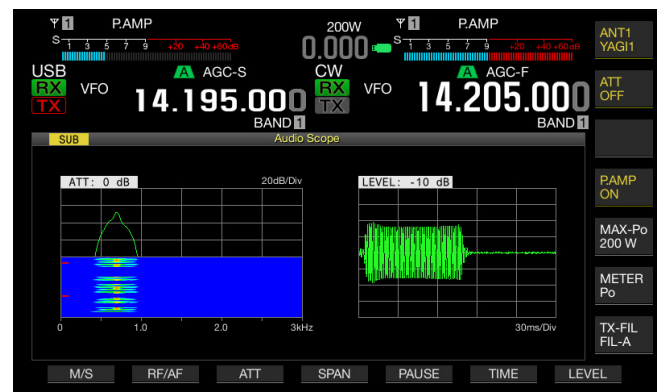 1 P.AMP 200W 1 P.AMP
S 1 3 5 7 9 +20 +40 +60dB 0.000 S 1 3 5 7 9 +20 +40 +60dB
USB A AGC-S CW A AGC-F
RX VFO RX VFO
TX 14.195.000 TX 14.205.000
BAND 1 BAND 1
SUB Audio Scope
ATT: 0 dB 20dB/Div LEVEL: -10 dB
0 1.0 2.0 3kHz 30ms/Div
M/S RF/AF ATT SPAN PAUSE TIME LEVEL
ANT1
YAGI1
ATT
OFF
P.AMP
ON
MAX-Po
200 W
METER
Po
TX-FIL
FIL-A